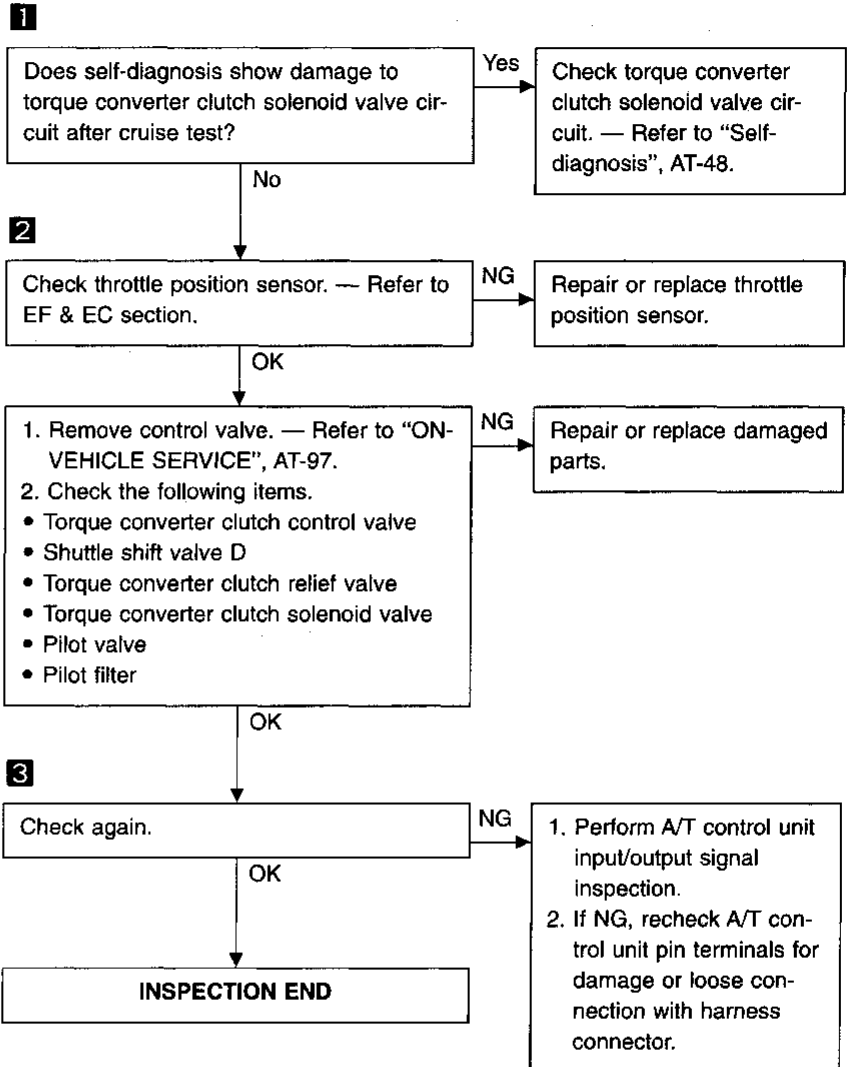 1
Does self-diagnosis show damage to
torque converter clutch solenoid valve cir-
cuit after cruise test?
Yes
Check torque converter
clutch solenoid valve cir-
cuit. — Refer to “Self-
diagnosis”, AT-48.
No
2
Check throttle position sensor. — Refer to
EF & EC section.
NG
Repair or replace throttle
position sensor.
OK
1. Remove control valve. — Refer to “ON-
VEHICLE SERVICE”, AT-97.
2. Check the following items.
• Torque converter clutch control valve
• Shuttle shift valve D
• Torque converter clutch relief valve
• Torque converter clutch solenoid valve
• Pilot valve
• Pilot filter
NG
Repair or replace damaged
parts.
OK
3
Check again.
NG
1. Perform A/T control unit
input/output signal
inspection.
2. If NG, recheck A/T con-
trol unit pin terminals for
damage or loose con-
nection with harness
connector.
OK
INSPECTION END